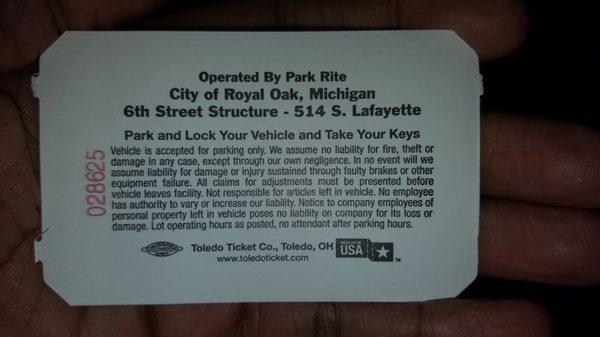 Operated By Park Rite
City of Royal Oak, Michigan
6th Street Structure - 514 S. Lafayette
Park and Lock Your Vehicle and Take Your Keys
Vehicle is accepted for parking only. We assume no liability for fire, theft or
damage in any case, except through our own negligence. In no event will we
assume liability for damage or injury sustained through faulty brakes or other
equipment failure. All claims for adjustments must be presented before
vehicle leaves facility. Not responsible for articles left in vehicle. No employee
has authority to vary or increase our liability. Notice to company employees of
personal property left in vehicle poses no liability on company for its loss or
damage. Lot operating hours as posted, no attendant after parking hours.
028625
Toledo Ticket Co., Toledo, OH
www.toledoticket.com
MADE IN THE
USA
TM